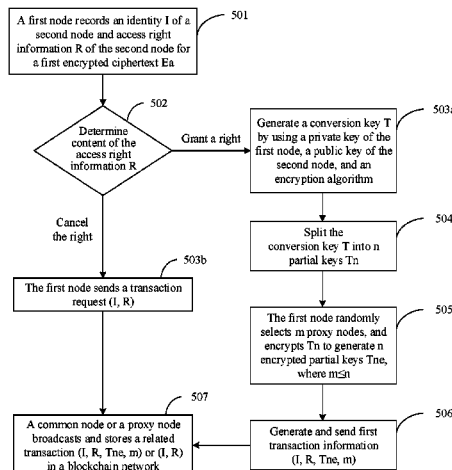 501
A first node records an identity I of a
second node and access right
information R of the second node for
a first encrypted ciphertext Ea
502
Determine
content of the
access right
information R
Grant a right
503a
Generate a conversion key T
by using a private key of the
first node, a public key of the
second node, and an
encryption algorithm
Cancel
the right
504
Split the
conversion key T into n
partial keys Tn
503b
The first node sends a transaction
request (I, R)
505
The first node randomly
selects m proxy nodes, and
encrypts Tn to generate n
encrypted partial keys Tne,
where m≤n
507
A common node or a proxy node
broadcasts and stores a related
transaction (I, R, Tne, m) or (I, R)
in a blockchain network
506
Generate and send first
transaction information
(I, R, Tne, m)